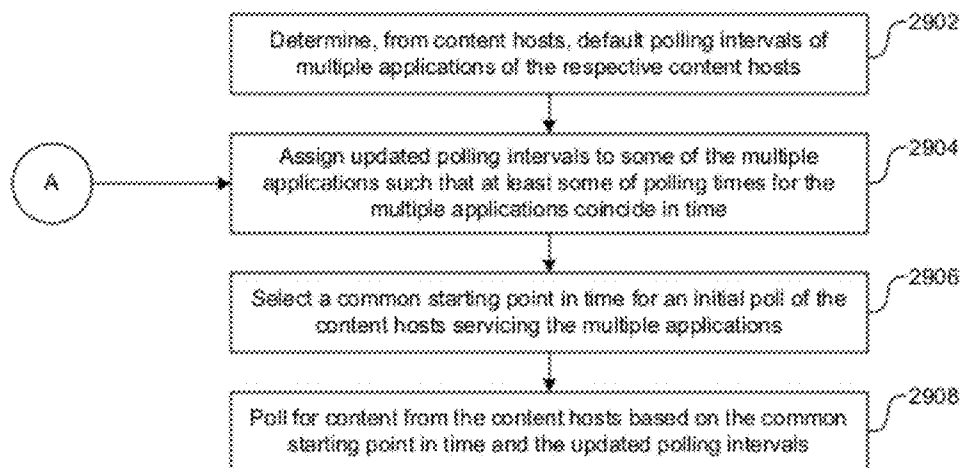 2902
Determine, from content hosts, default polling intervals of
multiple applications of the respective content hosts
2904
A
Assign updated polling intervals to some of the multiple
applications such that at least some of polling times for the
multiple applications coincide in time
2906
Select a common starting point in time for an initial poll of the
content hosts servicing the multiple applications
2908
Poll for content from the content hosts based on the common
starting point in time and the updated polling intervals